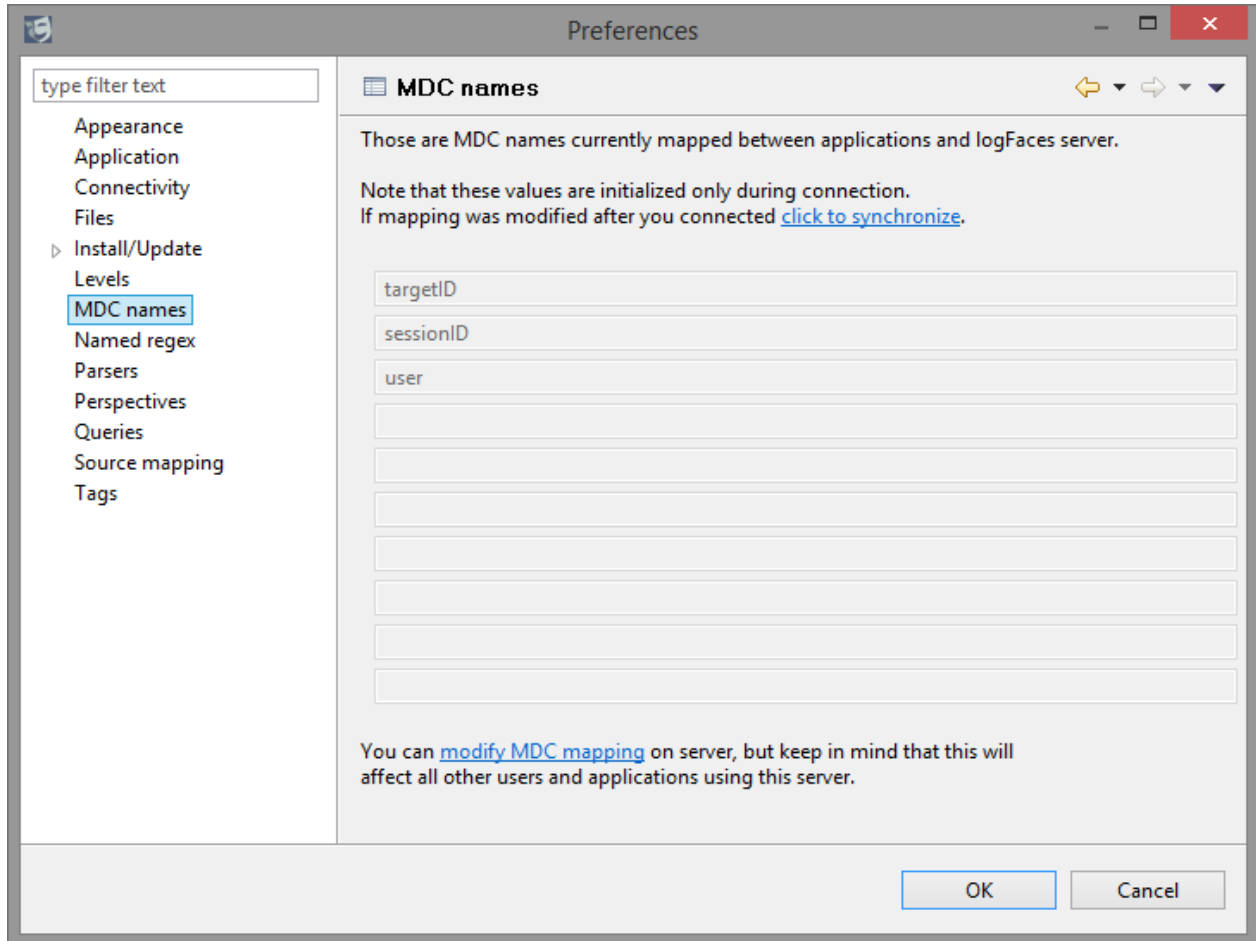 Preferences
type filter text
Appearance
Application
Connectivity
Files
Install/Update
Levels
MDC names
Named regex
Parsers
Perspectives
Queries
Source mapping
Tags
MDC names
Those are MDC names currently mapped between applications and logFaces server.
Note that these values are initialized only during connection.
If mapping was modified after you connected click to synchronize.
targetID
sessionID
user
You can modify MDC mapping on server, but keep in mind that this will
affect all other users and applications using this server.
OK
Cancel